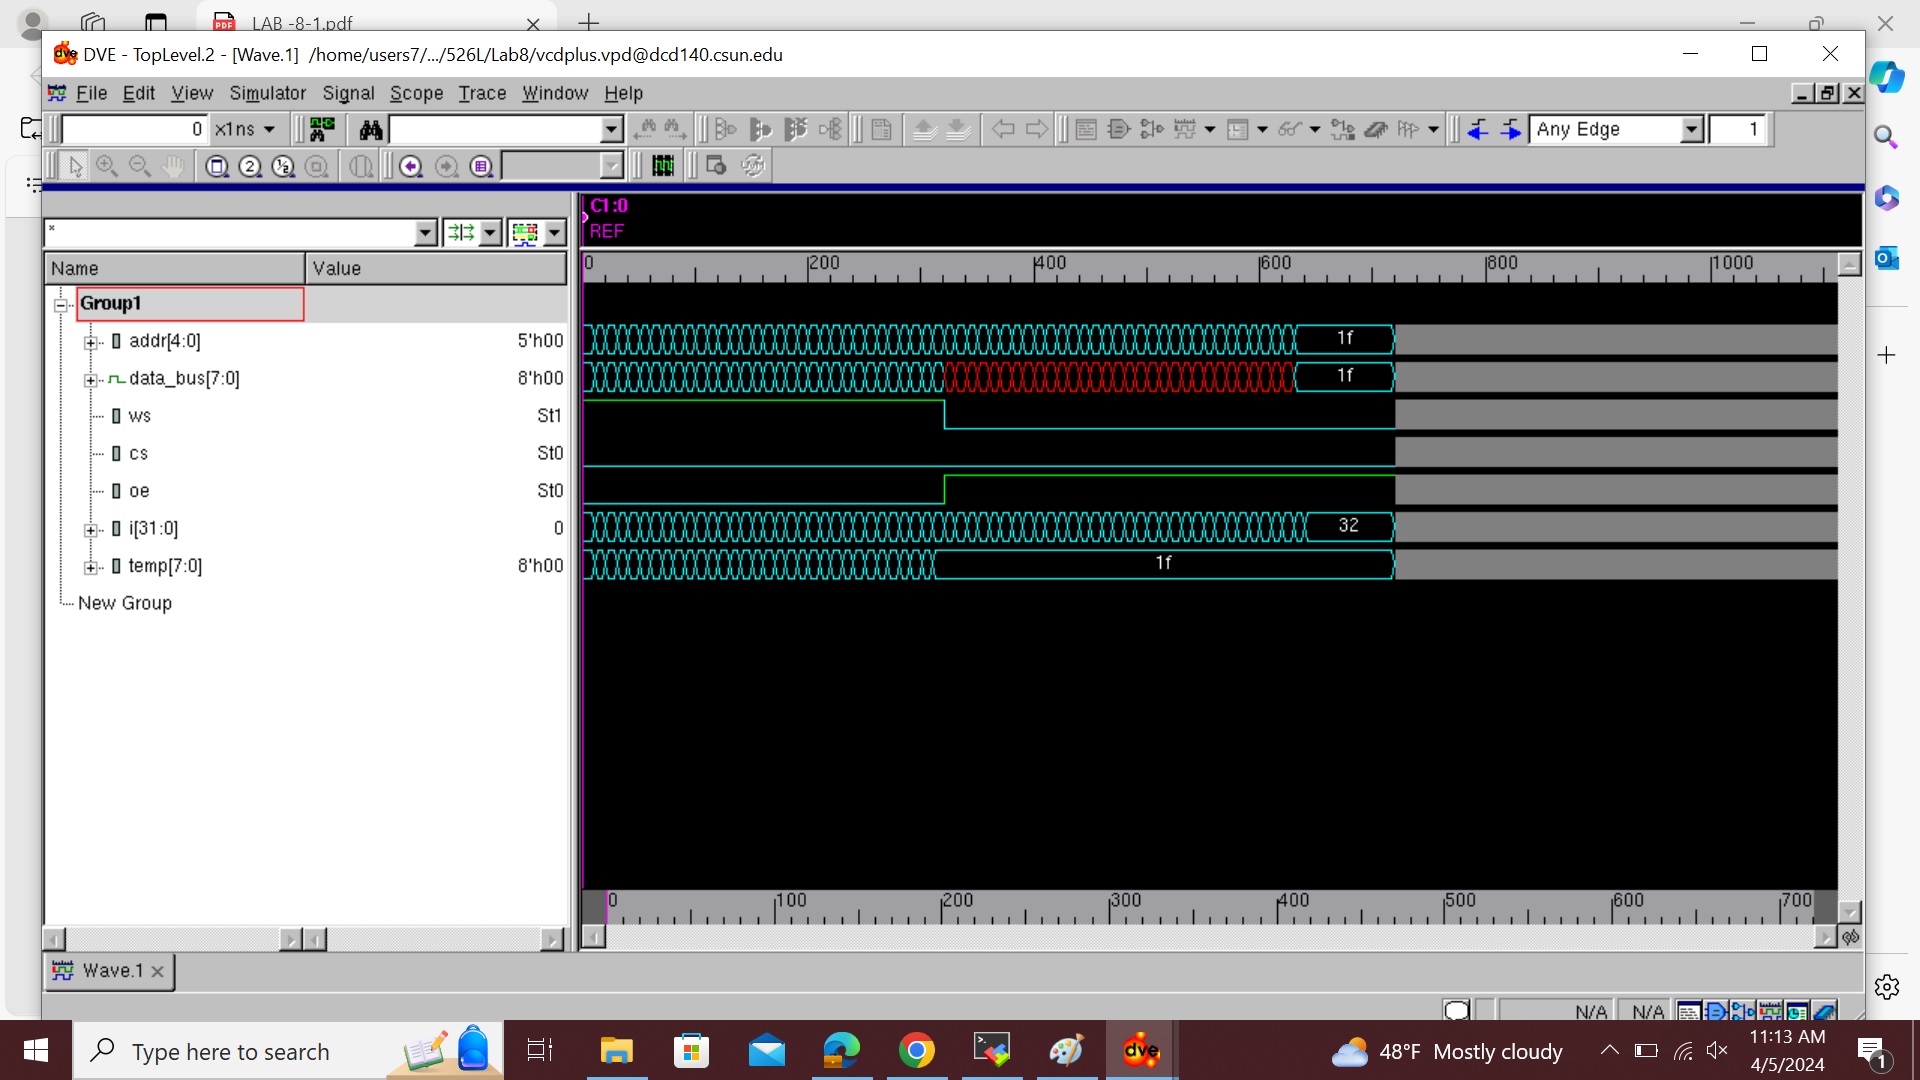 LAB -8-1.pdf
DVE - TopLevel.2 - [Wave.1] /home/users7/.../526L/Lab8/vcdplus.vpd@dcd140.csun.edu
File Edit View Simulator Signal Scope Trace Window Help
0 x1ns Any Edge 1
C1:0
REF
*
Name Value
0 200 400 600 800 1000
Group1
addr[4:0] 5'h00 1f
data_bus[7:0] 8'h00 1f
ws St1
cs St0
oe St0
i[31:0] 0 32
temp[7:0] 8'h00 1f
New Group
0 100 200 300 400 500 600 700
Wave.1
N/A N/A
Type here to search
48°F Mostly cloudy
11:13 AM
4/5/2024
1